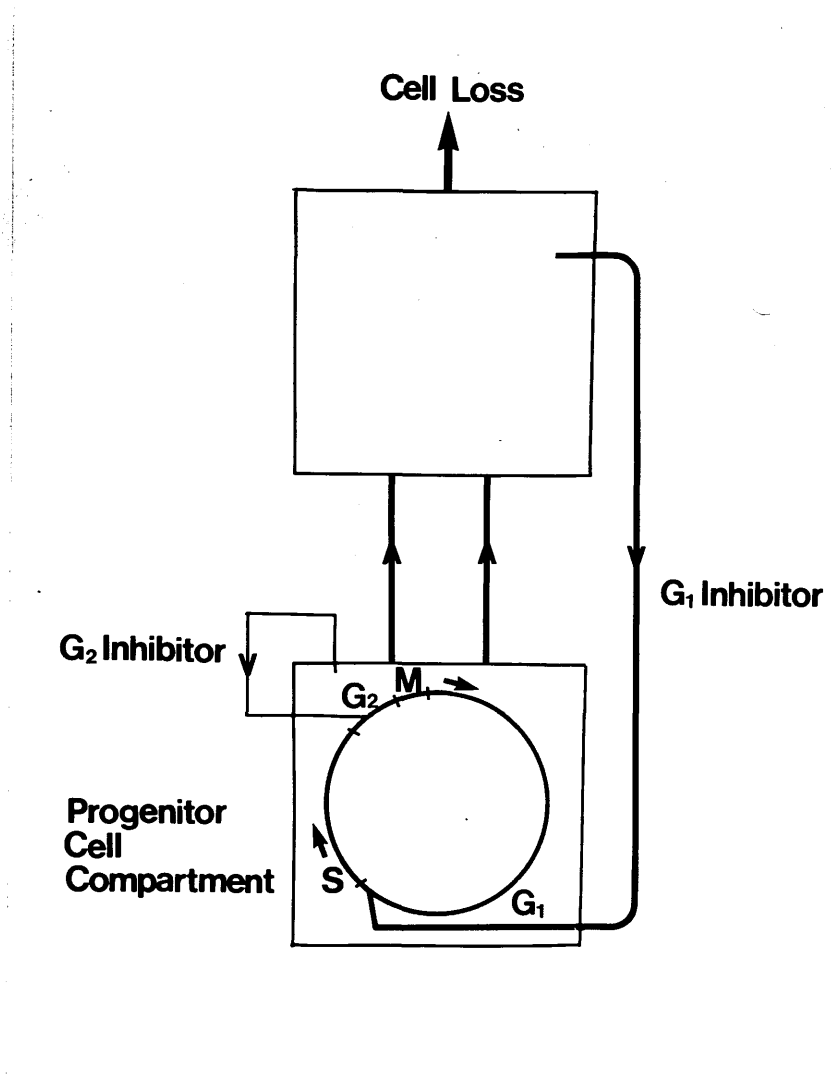 Cell Loss
G₁ Inhibitor
G₂ Inhibitor
M
G₂
Progenitor
Cell
Compartment
S
G₁